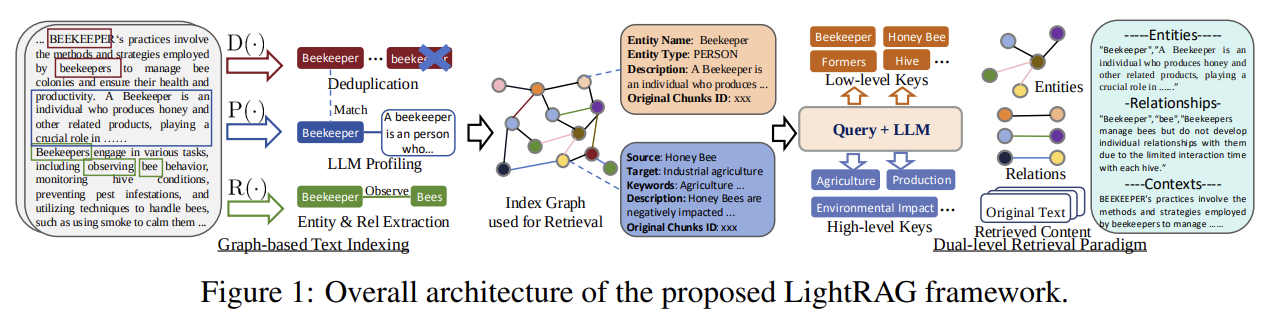 ... BEEKEEPER's practices involve
the methods and strategies employed
by beekeepers to manage bee
colonies and ensure their health and
productivity. A Beekeeper is an
individual who produces honey and
other related products, playing a
crucial role in ……
Beekeepers engage in various tasks,
including observing bee behavior,
monitoring hive conditions,
preventing pest infestations, and
utilizing techniques to handle bees,
such as using smoke to calm them ...
D(·)
Beekeeper ... beekeeper
Deduplication
Match
P(·)
Beekeeper
A beekeeper
is an person
who...
LLM Profiling
R(·)
Beekeeper Observe Bees
Entity & Rel Extraction
Graph-based Text Indexing
Index Graph
used for Retrieval
Entity Name: Beekeeper
Entity Type: PERSON
Description: A Beekeeper is
an individual who produces ...
Original Chunks ID: xxx
Source: Honey Bee
Target: Industrial agriculture
Keywords: Agriculture ...
Description: Honey Bees are
negatively impacted ...
Original Chunks ID: xxx
Beekeeper Honey Bee
Formers Hive ...
Low-level Keys
Query + LLM
Agriculture Production
Environmental Impact ...
High-level Keys
Entities
Relations
Original Text
Retrieved Content
Dual-level Retrieval Paradigm
-----Entities-----
"Beekeeper","A Beekeeper is an
individual who produces honey and
other related products, playing a
crucial role in ……"
-Relationships-
"Beekeeper","bee","Beekeepers
manage bees but do not develop
individual relationships with them
due to the limited interaction time
with each hive."
----Contexts----
BEEKEEPER's practices involve the
methods and strategies employed
by beekeepers to manage ……
Figure 1: Overall architecture of the proposed LightRAG framework.